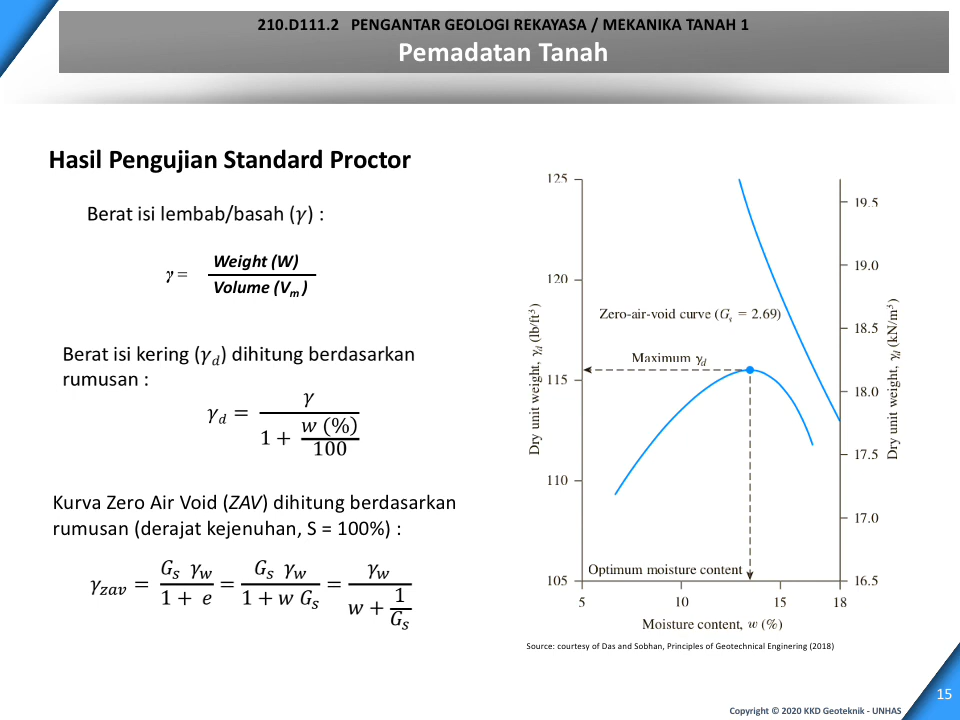 210.D111.2 PENGANTAR GEOLOGI REKAYASA / MEKANIKA TANAH 1
Pemadatan Tanah
Hasil Pengujian Standard Proctor
Berat isi lembab/basah (γ) :
γ = Weight (W) / Volume (Vm )
Berat isi kering (γd) dihitung berdasarkan
rumusan :
γd = γ / (1 + w (%)/100)
Kurva Zero Air Void (ZAV) dihitung berdasarkan
rumusan (derajat kejenuhan, S = 100%) :
γzav = Gs γw / (1 + e) = Gs γw / (1 + w Gs) = γw / (w + 1/Gs)
125
120
115
110
105
Dry unit weight, γd (lb/ft³)
Zero-air-void curve (Gs = 2.69)
Maximum γd
Optimum moisture content
19.5
19.0
18.5
18.0
17.5
17.0
16.5
Dry unit weight, γd (kN/m³)
5 10 15 18
Moisture content, w (%)
Source: courtesy of Das and Sobhan, Principles of Geotechnical Enginering (2018)
15
Copyright © 2020 KKD Geoteknik - UNHAS